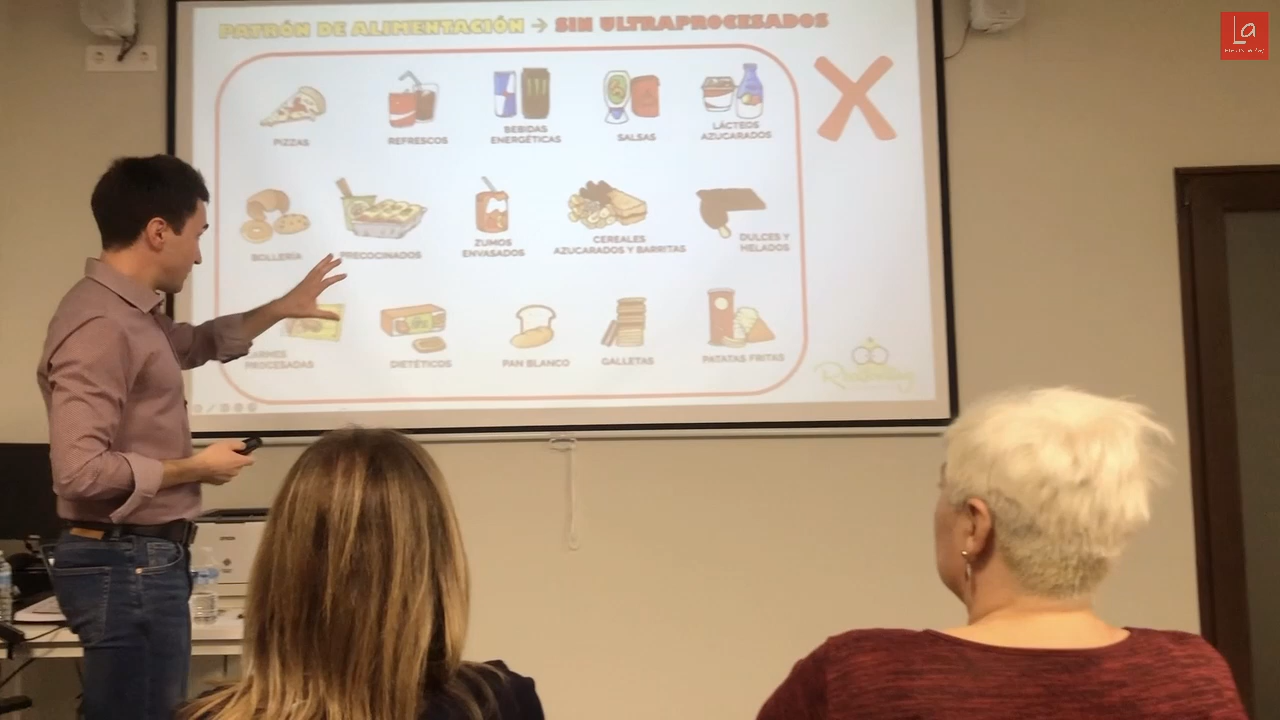 PATRÓN DE ALIMENTACIÓN → SIN ULTRAPROCESADOS
PIZZAS
REFRESCOS
BEBIDAS
ENERGÉTICAS
SALSAS
LÁCTEOS
AZUCARADOS
BOLLERÍA
PRECOCINADOS
ZUMOS
ENVASADOS
CEREALES
AZUCARADOS Y BARRITAS
DULCES Y
HELADOS
CARNES
PROCESADAS
DIETÉTICOS
PAN BLANCO
GALLETAS
PATATAS FRITAS
La